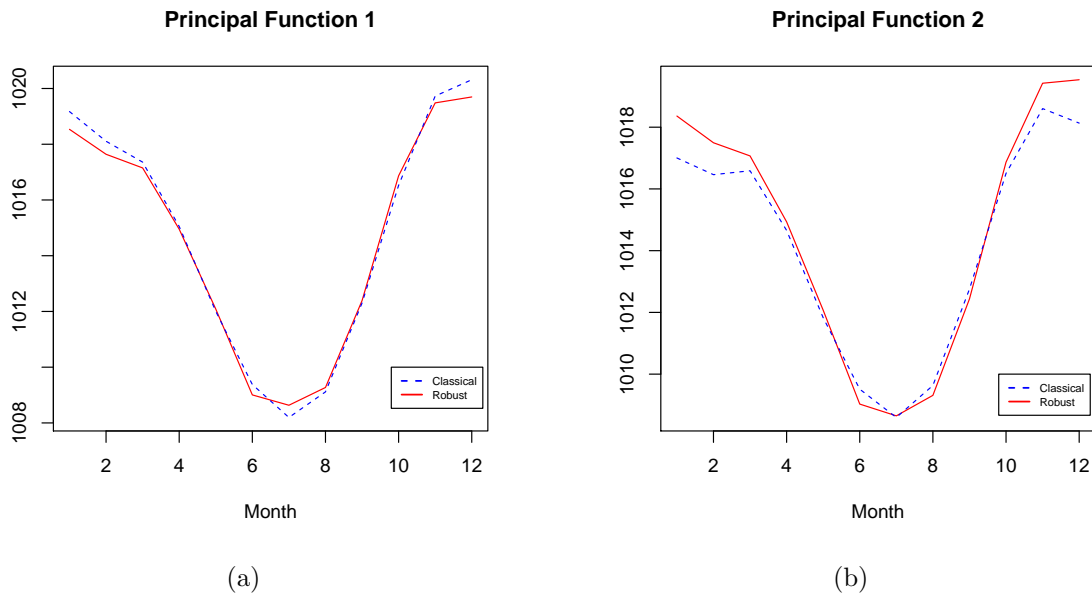 Principal Function 1
1020
1016
1012
1008
Classical
Robust
2 4 6 8 10 12
Month
(a)
Principal Function 2
1018
1016
1014
1012
1010
Classical
Robust
2 4 6 8 10 12
Month
(b)